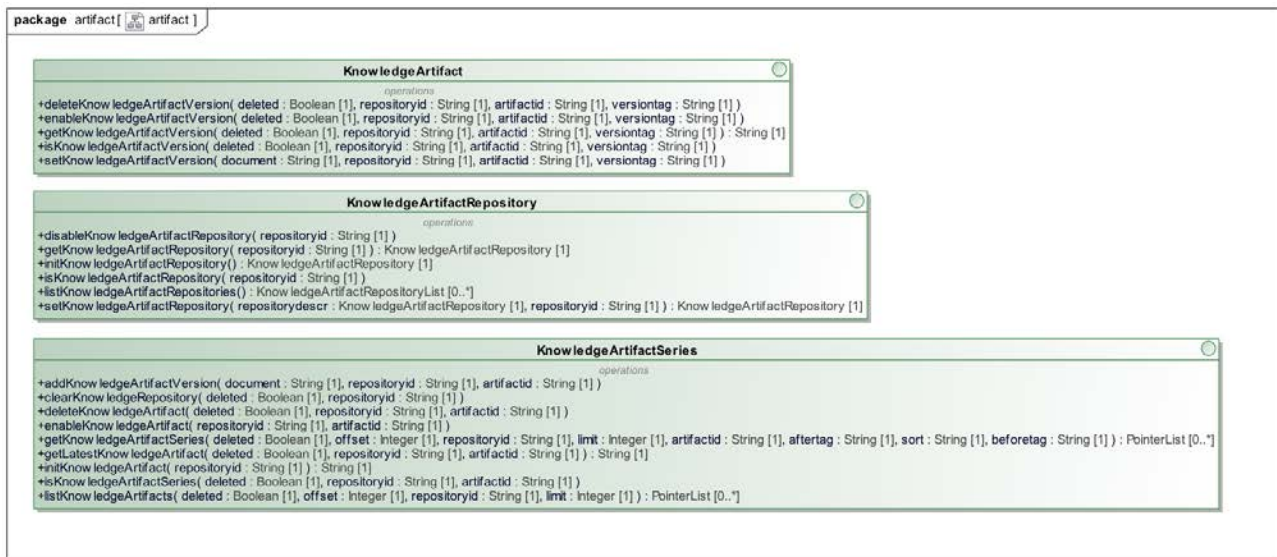 package artifact [ artifact ]
KnowledgeArtifact
operations
+deleteKnowledgeArtifactVersion( deleted : Boolean [1], repositoryid : String [1], artifactid : String [1], versiontag : String [1] )
+enableKnowledgeArtifactVersion( deleted : Boolean [1], repositoryid : String [1], artifactid : String [1], versiontag : String [1] )
+getKnowledgeArtifactVersion( deleted : Boolean [1], repositoryid : String [1], artifactid : String [1], versiontag : String [1] ) : String [1]
+isKnowledgeArtifactVersion( deleted : Boolean [1], repositoryid : String [1], artifactid : String [1], versiontag : String [1] )
+setKnowledgeArtifactVersion( document : String [1], repositoryid : String [1], artifactid : String [1], versiontag : String [1] )
KnowledgeArtifactRepository
operations
+disableKnowledgeArtifactRepository( repositoryid : String [1] )
+getKnowledgeArtifactRepository( repositoryid : String [1] ) : KnowledgeArtifactRepository [1]
+initKnowledgeArtifactRepository() : KnowledgeArtifactRepository [1]
+isKnowledgeArtifactRepository( repositoryid : String [1] )
+listKnowledgeArtifactRepositories() : KnowledgeArtifactRepositoryList [0..*]
+setKnowledgeArtifactRepository( repositorydescr : KnowledgeArtifactRepository [1], repositoryid : String [1] ) : KnowledgeArtifactRepository [1]
KnowledgeArtifactSeries
operations
+addKnowledgeArtifactVersion( document : String [1], repositoryid : String [1], artifactid : String [1] )
+clearKnowledgeRepository( deleted : Boolean [1], repositoryid : String [1] )
+deleteKnowledgeArtifact( deleted : Boolean [1], repositoryid : String [1], artifactid : String [1] )
+enableKnowledgeArtifact( repositoryid : String [1], artifactid : String [1] )
+getKnowledgeArtifactSeries( deleted : Boolean [1], offset : Integer [1], repositoryid : String [1], limit : Integer [1], artifactid : String [1], aftertag : String [1], sort : String [1], beforetag : String [1] ) : PointerList [0..*]
+getLatestKnowledgeArtifact( deleted : Boolean [1], repositoryid : String [1], artifactid : String [1] ) : String [1]
+initKnowledgeArtifact( repositoryid : String [1] ) : String [1]
+isKnowledgeArtifactSeries( deleted : Boolean [1], repositoryid : String [1], artifactid : String [1] )
+listKnowledgeArtifacts( deleted : Boolean [1], offset : Integer [1], repositoryid : String [1], limit : Integer [1] ) : PointerList [0..*]